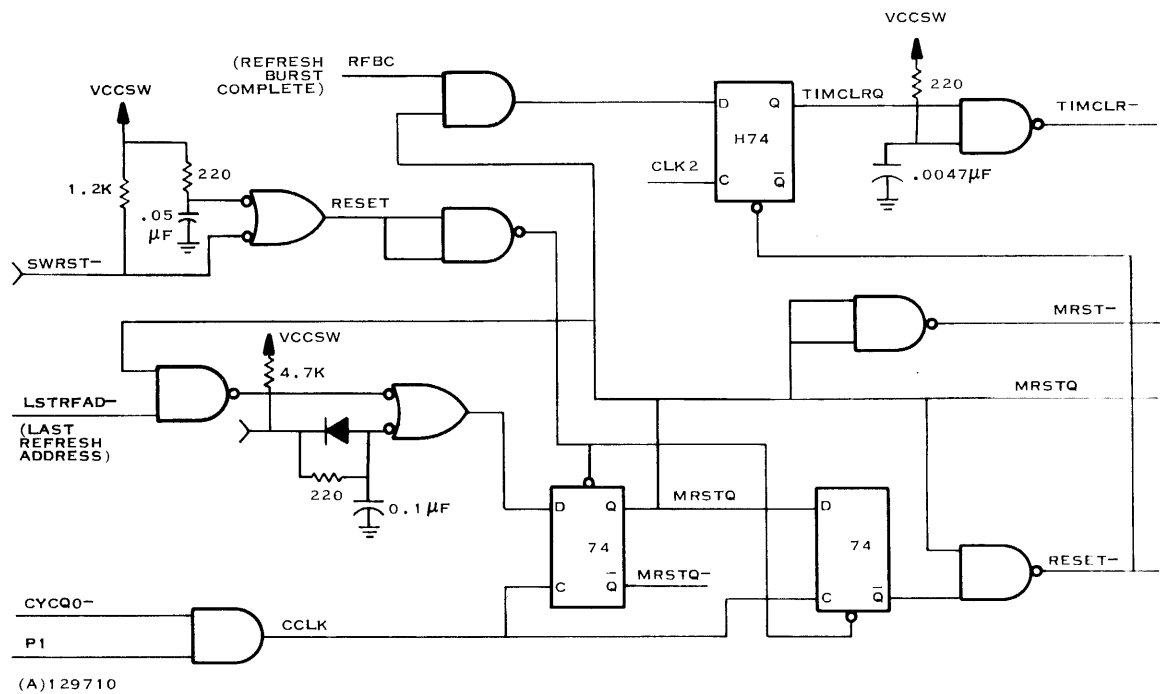 VCCSW
(REFRESH
BURST
COMPLETE)
RFBC
VCCSW
220
D
Q
TIMCLRQ
TIMCLR-
H74
CLK2
C
Q̅
.0047µF
1.2K
220
.05
µF
RESET
SWRST-
MRST-
VCCSW
4.7K
MRSTQ
LSTRFAD-
(LAST
REFRESH
ADDRESS)
220
0.1µF
D
Q
MRSTQ
74
C
Q̅
MRSTQ-
D
74
C
Q̅
RESET-
CYCQ0-
CCLK
P1
(A)129710